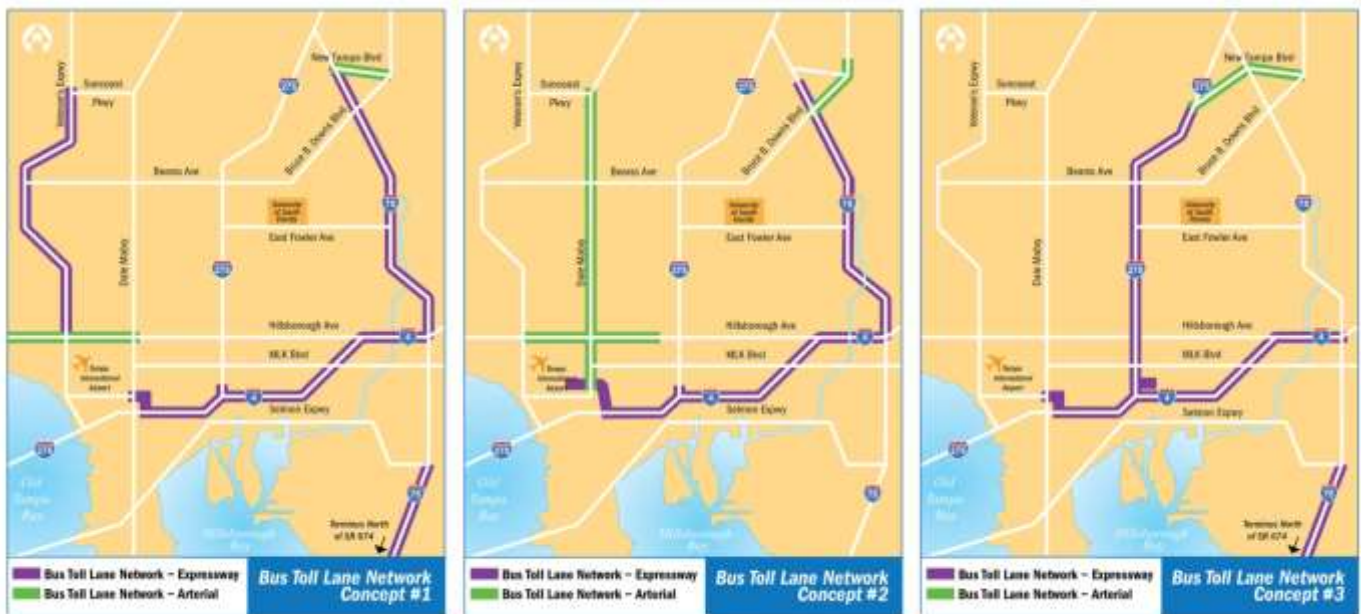 New Tampa Blvd
Veteran's Expwy
Suncoast
Pkwy
275
Bruce B. Downs Blvd
Bearss Ave
University
of South
Florida
75
East Fowler Ave
Dale Mabry
275
Hillsborough Ave
4
MLK Blvd
Tampa
International
Airport
4
Selmon Expwy
275
75
Old
Tampa
Bay
Hillsborough
Bay
Terminus North
of SR 674
Bus Toll Lane Network – Expressway
Bus Toll Lane Network – Arterial
Bus Toll Lane Network
Concept #1
New Tampa Blvd
Veteran's Expwy
Suncoast
Pkwy
275
Bruce B. Downs Blvd
Bearss Ave
University
of South
Florida
75
East Fowler Ave
Dale Mabry
275
Hillsborough Ave
4
MLK Blvd
Tampa
International
Airport
4
Selmon Expwy
275
75
Old
Tampa
Bay
Hillsborough
Bay
Bus Toll Lane Network – Expressway
Bus Toll Lane Network – Arterial
Bus Toll Lane Network
Concept #2
New Tampa Blvd
Veteran's Expwy
Suncoast
Pkwy
275
Bruce B. Downs Blvd
Bearss Ave
University
of South
Florida
75
East Fowler Ave
Dale Mabry
275
Hillsborough Ave
4
MLK Blvd
Tampa
International
Airport
4
Selmon Expwy
275
75
Old
Tampa
Bay
Hillsborough
Bay
Terminus North
of SR 674
Bus Toll Lane Network – Expressway
Bus Toll Lane Network – Arterial
Bus Toll Lane Network
Concept #3